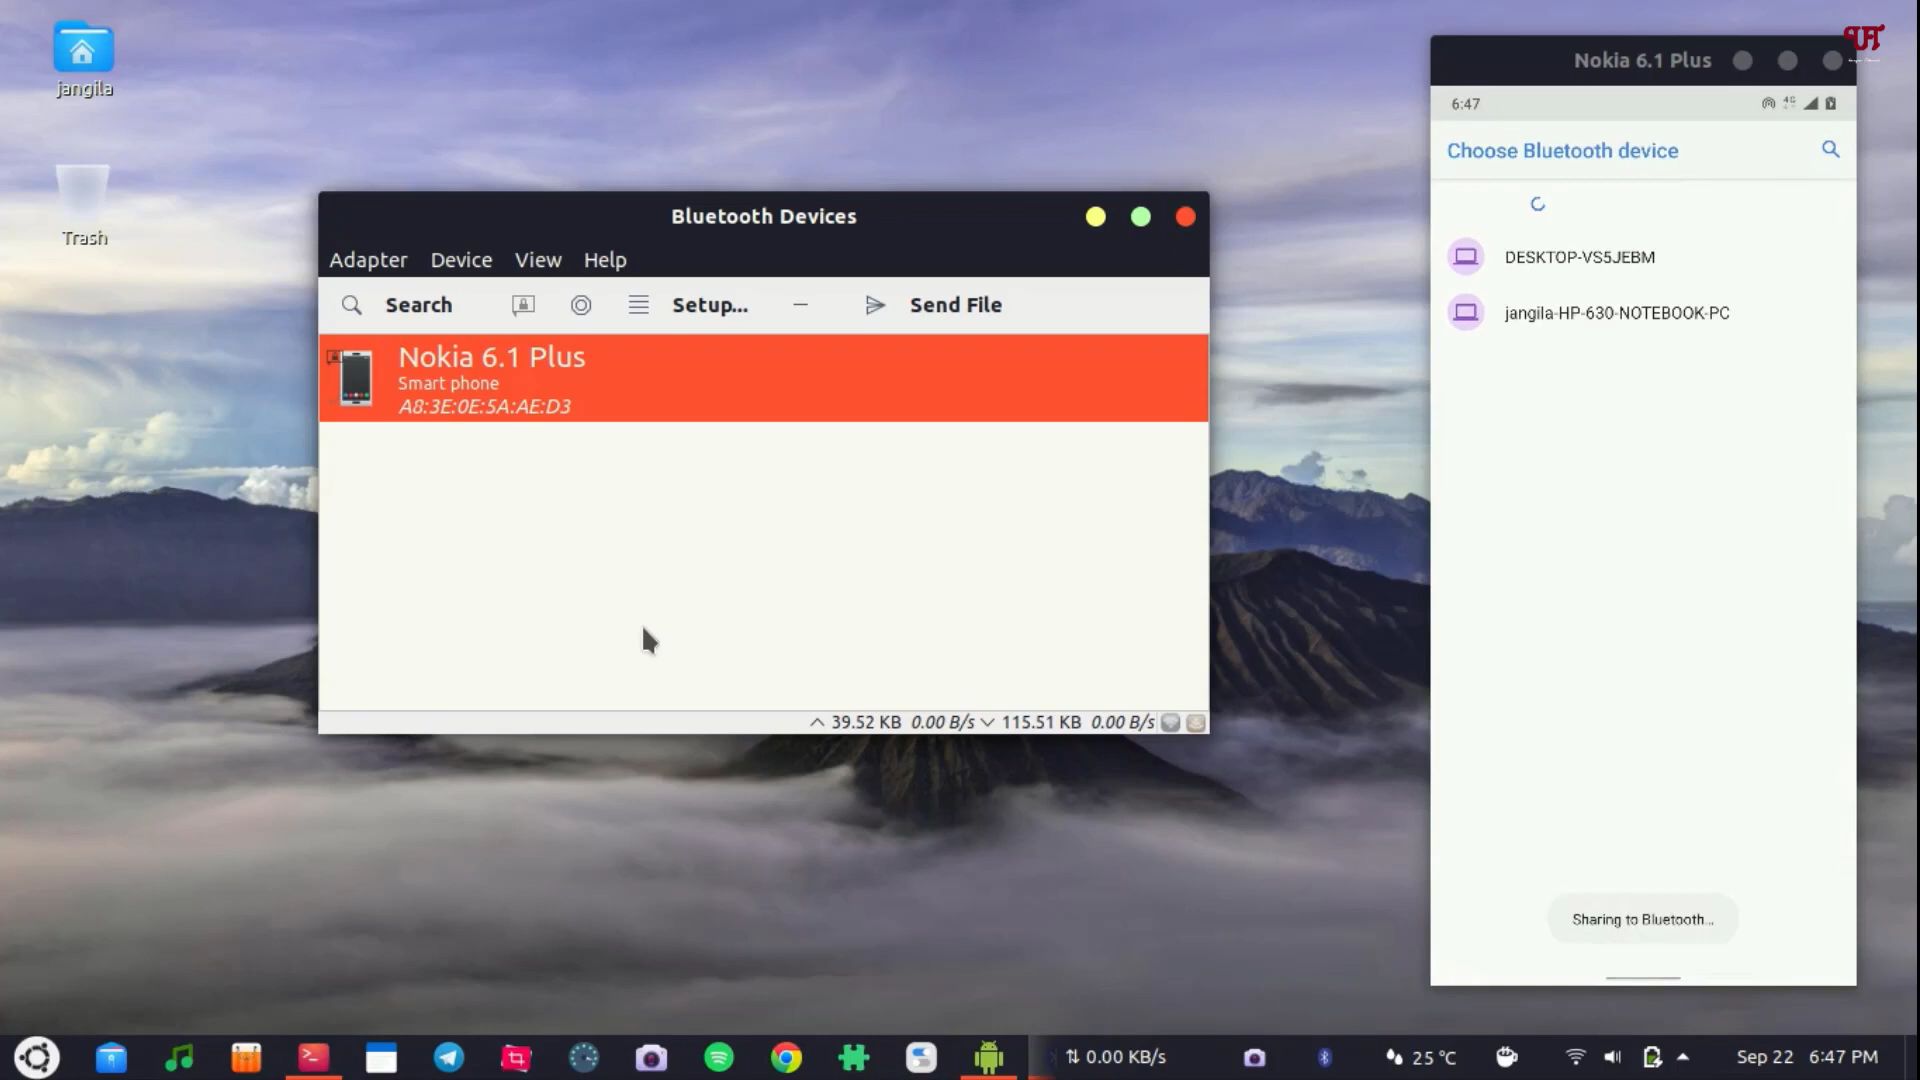 jangila
Trash
Bluetooth Devices
Adapter Device View Help
Search Setup... Send File
Nokia 6.1 Plus
Smart phone
A8:3E:0E:5A:AE:D3
39.52 KB 0.00 B/s 115.51 KB 0.00 B/s
Nokia 6.1 Plus
6:47
4G
Choose Bluetooth device
DESKTOP-VS5JEBM
jangila-HP-630-NOTEBOOK-PC
Sharing to Bluetooth...
0.00 KB/s
25 °C
Sep 22 6:47 PM